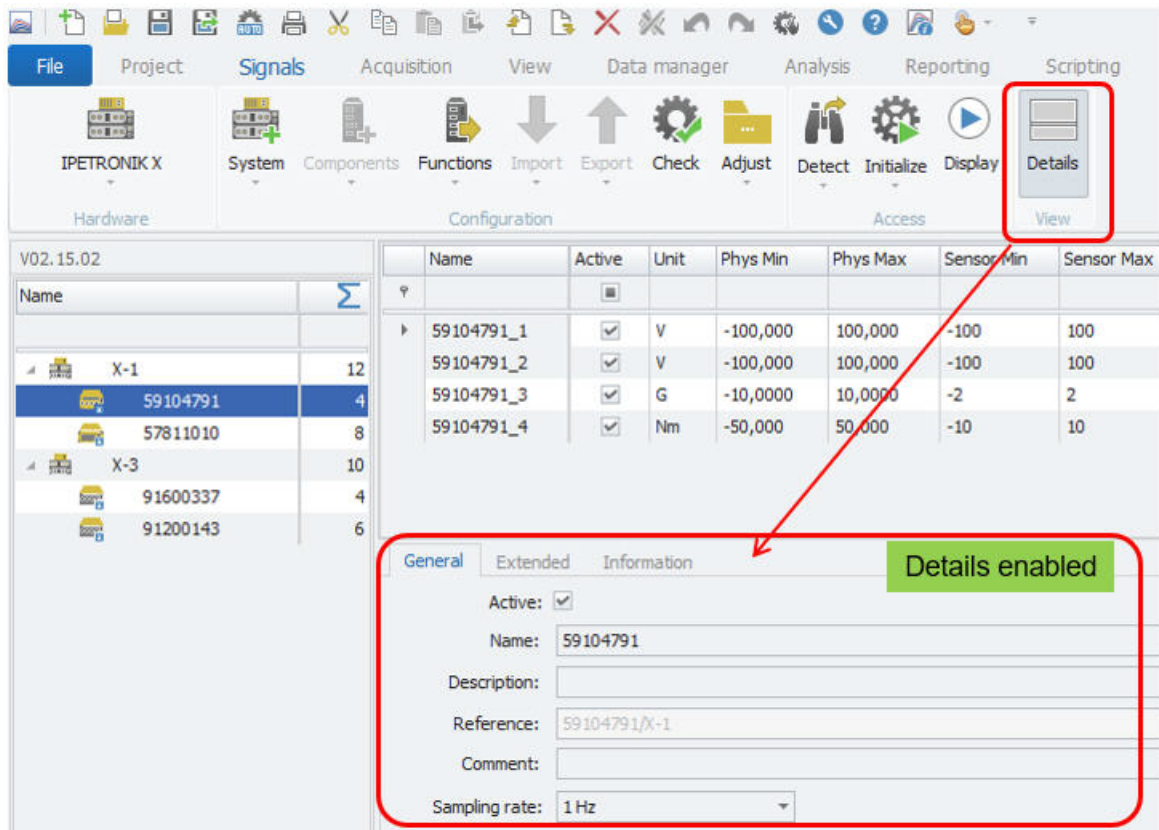 AUTO
File Project Signals Acquisition View Data manager Analysis Reporting Scripting
IPETRONIK X System Components Functions Import Export Check Adjust Detect Initialize Display Details
Hardware Configuration Access View
V02.15.02
Name Σ
X-1 12
59104791 4
57811010 8
X-3 10
91600337 4
91200143 6
Name Active Unit Phys Min Phys Max Sensor Min Sensor Max
59104791_1 V -100,000 100,000 -100 100
59104791_2 V -100,000 100,000 -100 100
59104791_3 G -10,0000 10,0000 -2 2
59104791_4 Nm -50,000 50,000 -10 10
General Extended Information
Details enabled
Active:
Name: 59104791
Description:
Reference: 59104791/X-1
Comment:
Sampling rate: 1 Hz